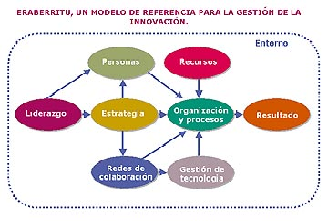 ERABERRITU, UN MODELO DE REFERENCIA PARA LA GESTIÓN DE LA
INNOVACIÓN.
Entorno
Personas
Recursos
Liderazgo
Estrategia
Organización
y procesos
Resultado
Redes de
colaboración
Gestión de
tecnología